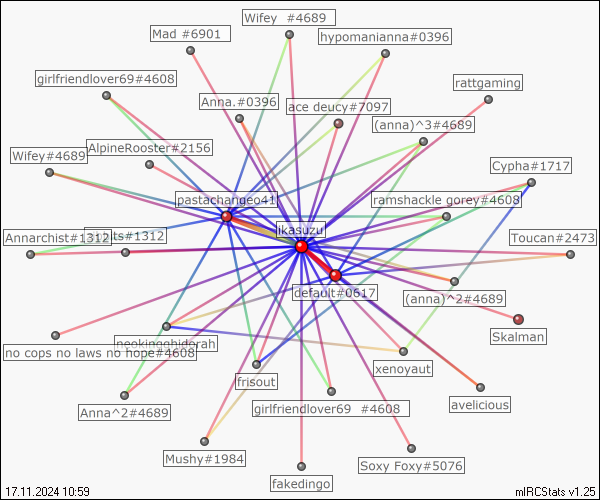 Wifey  #4689
Mad #6901
hypomanianna#0396
girlfriendlover69#4608
rattgaming
Anna.#0396
ace deucy#7097
(anna)^3#4689
Wifey#4689
AlpineRooster#2156
Cypha#1717
pastachangeo41
ramshackle gorey#4608
ikasuzu
Annarchist#1312
ts#1312
Toucan#2473
default#0617
(anna)^2#4689
Skalman
neokingghidorah
no cops no laws no hope#4608
xenoyaut
frisout
avelicious
Anna^2#4689
girlfriendlover69  #4608
Mushy#1984
Soxy Foxy#5076
fakedingo
17.11.2024 10:59
mIRCStats v1.25